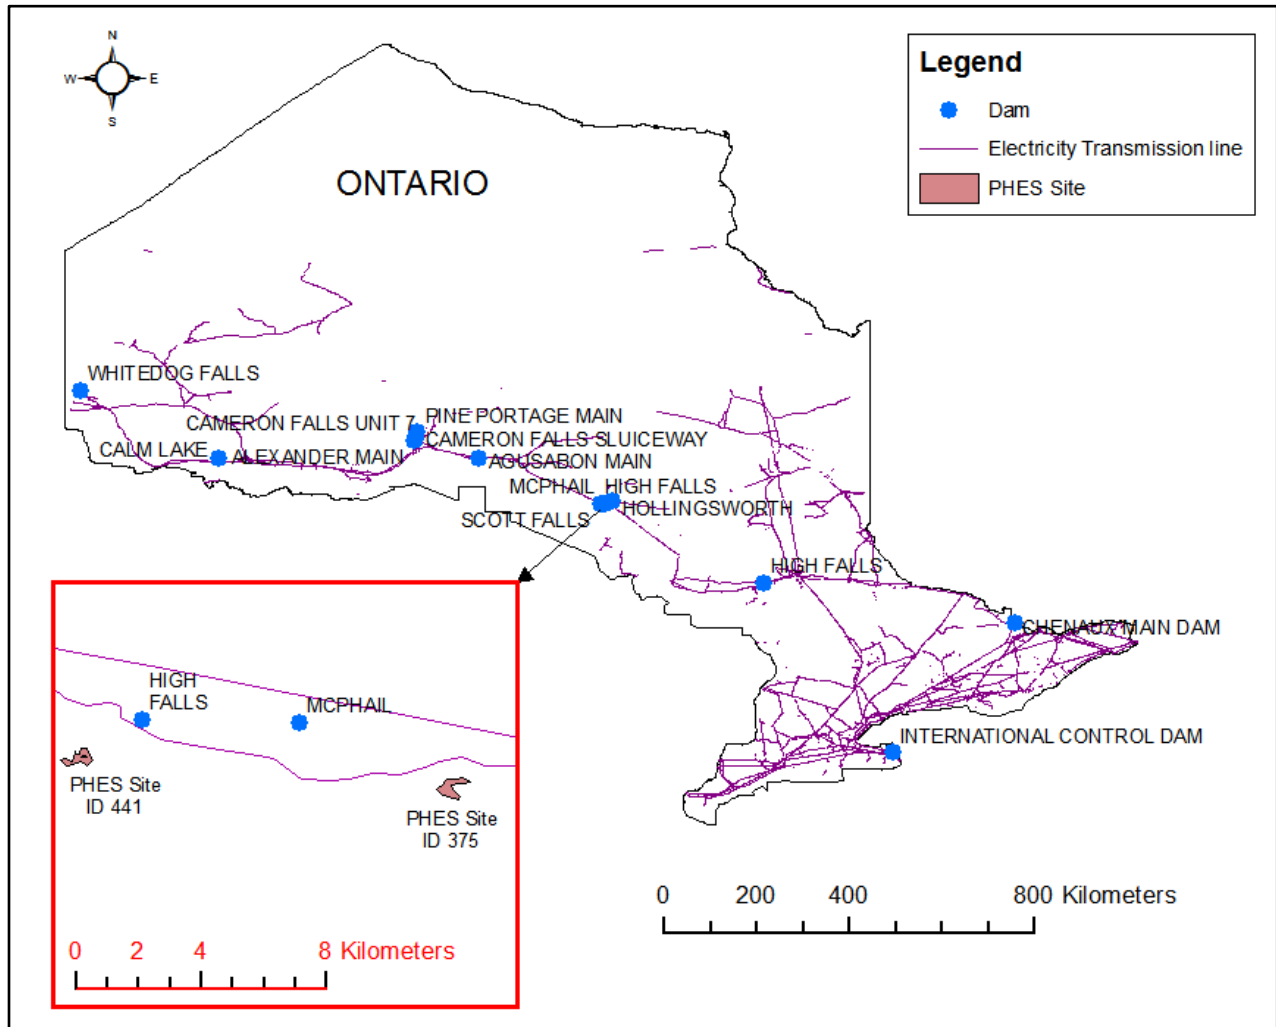 N
W E
S
Legend
Dam
Electricity Transmission line
PHES Site
ONTARIO
WHITEDOG FALLS
CAMERON FALLS UNIT 7
PINE PORTAGE MAIN
CAMERON FALLS SLUICEWAY
CALM LAKE
ALEXANDER MAIN
AGUSABON MAIN
MCPHAIL
HIGH FALLS
SCOTT FALLS
HOLLINGSWORTH
HIGH FALLS
CHENAUX MAIN DAM
INTERNATIONAL CONTROL DAM
HIGH
FALLS
MCPHAIL
PHES Site
ID 441
PHES Site
ID 375
0 2 4 8 Kilometers
0 200 400 800 Kilometers